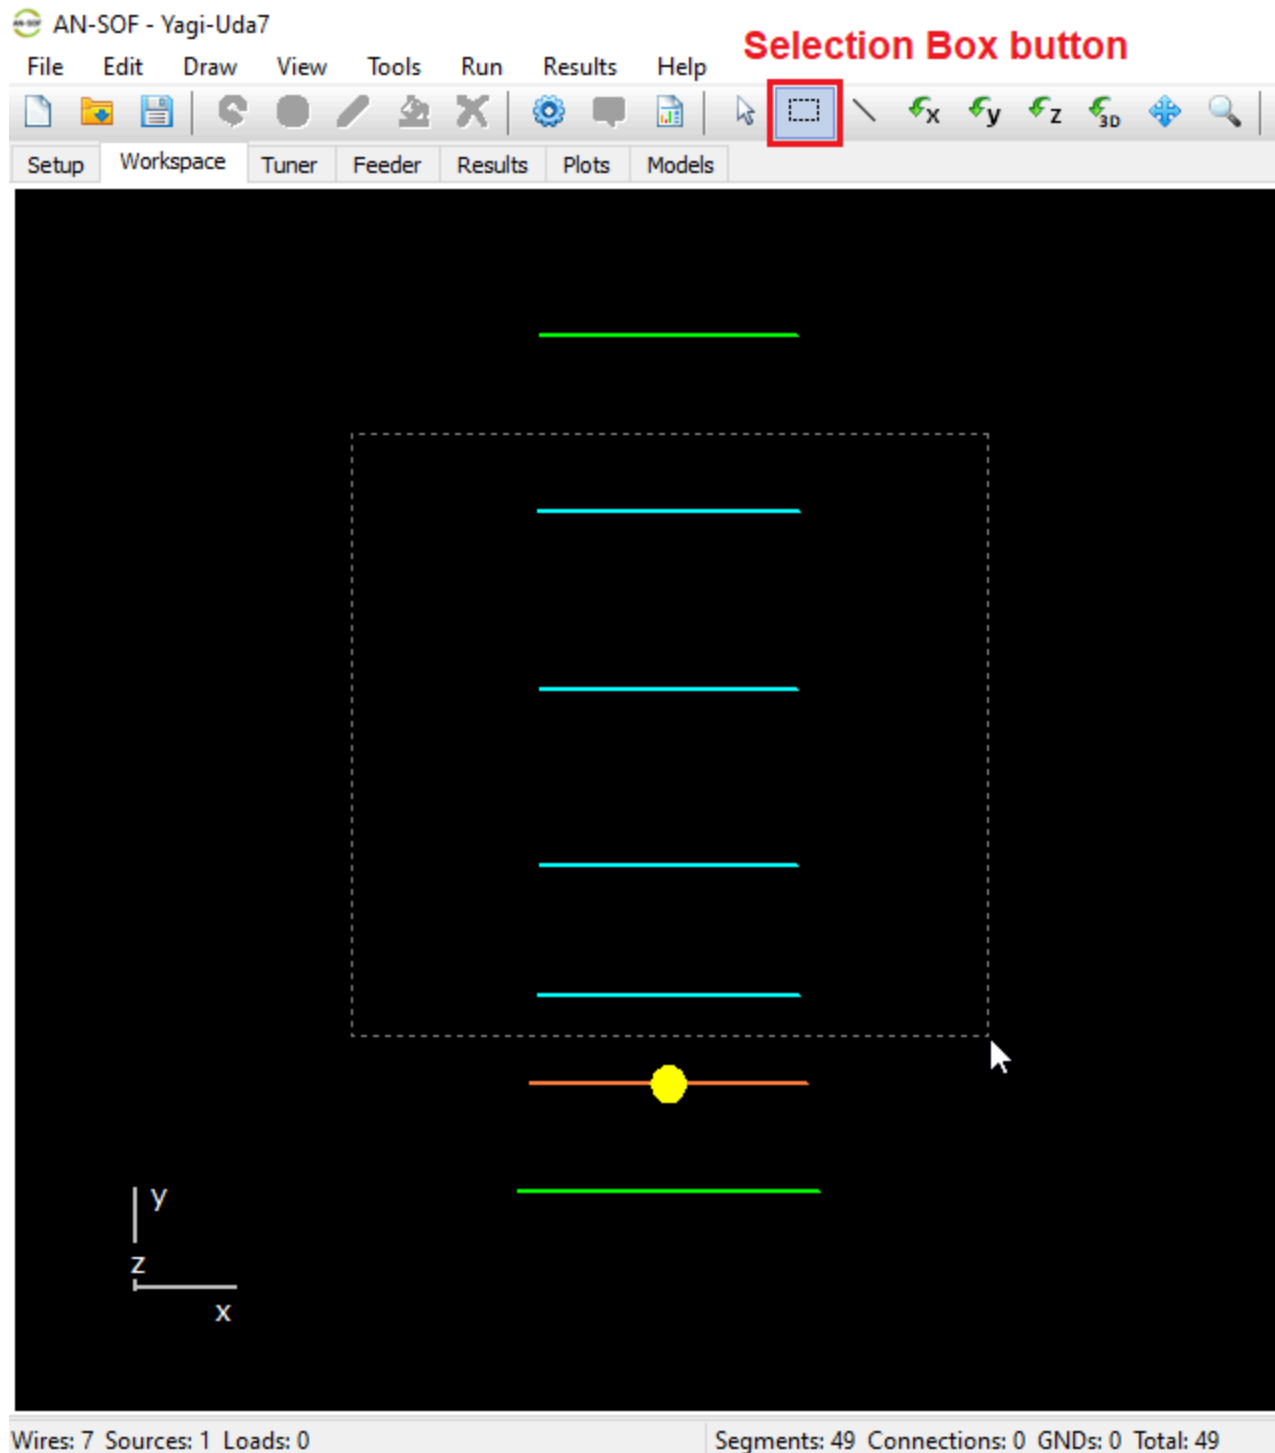 AN-SOF - Yagi-Uda7
Selection Box button
File Edit Draw View Tools Run Results Help
x y z 3D
Setup Workspace Tuner Feeder Results Plots Models
y
z
x
Wires: 7 Sources: 1 Loads: 0 Segments: 49 Connections: 0 GNDs: 0 Total: 49